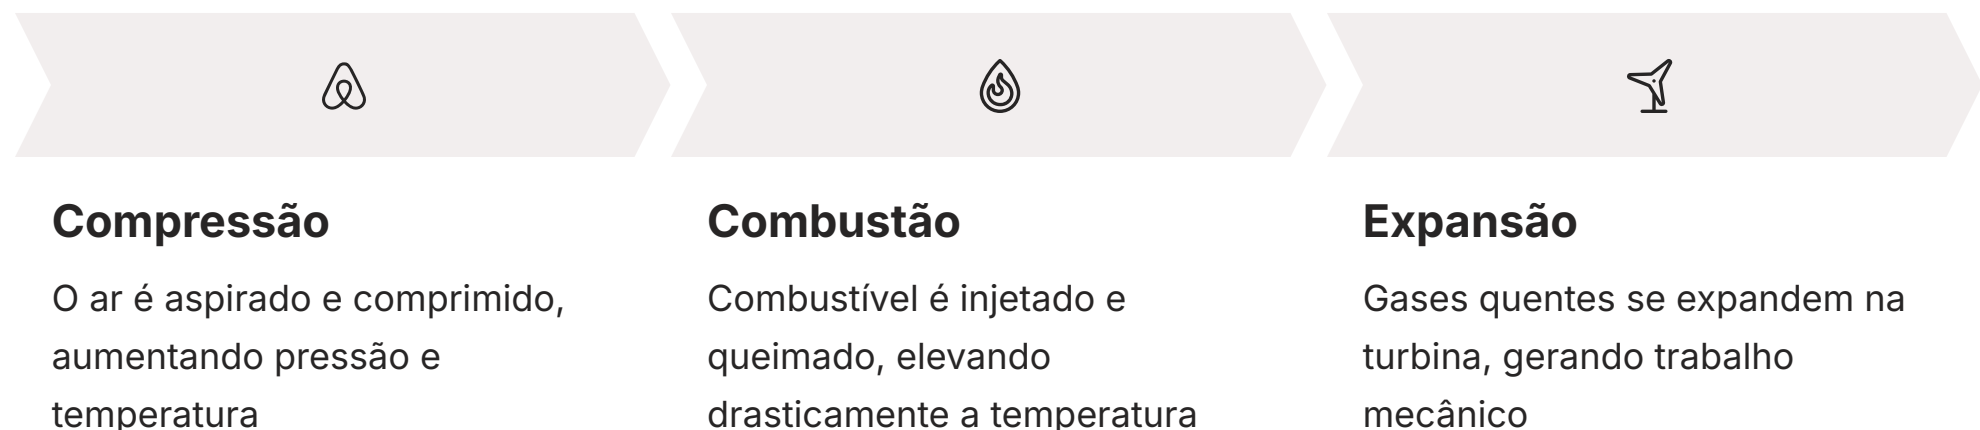 Compressão
O ar é aspirado e comprimido,
aumentando pressão e
temperatura
Combustão
Combustível é injetado e
queimado, elevando
drasticamente a temperatura
Expansão
Gases quentes se expandem na
turbina, gerando trabalho
mecânico